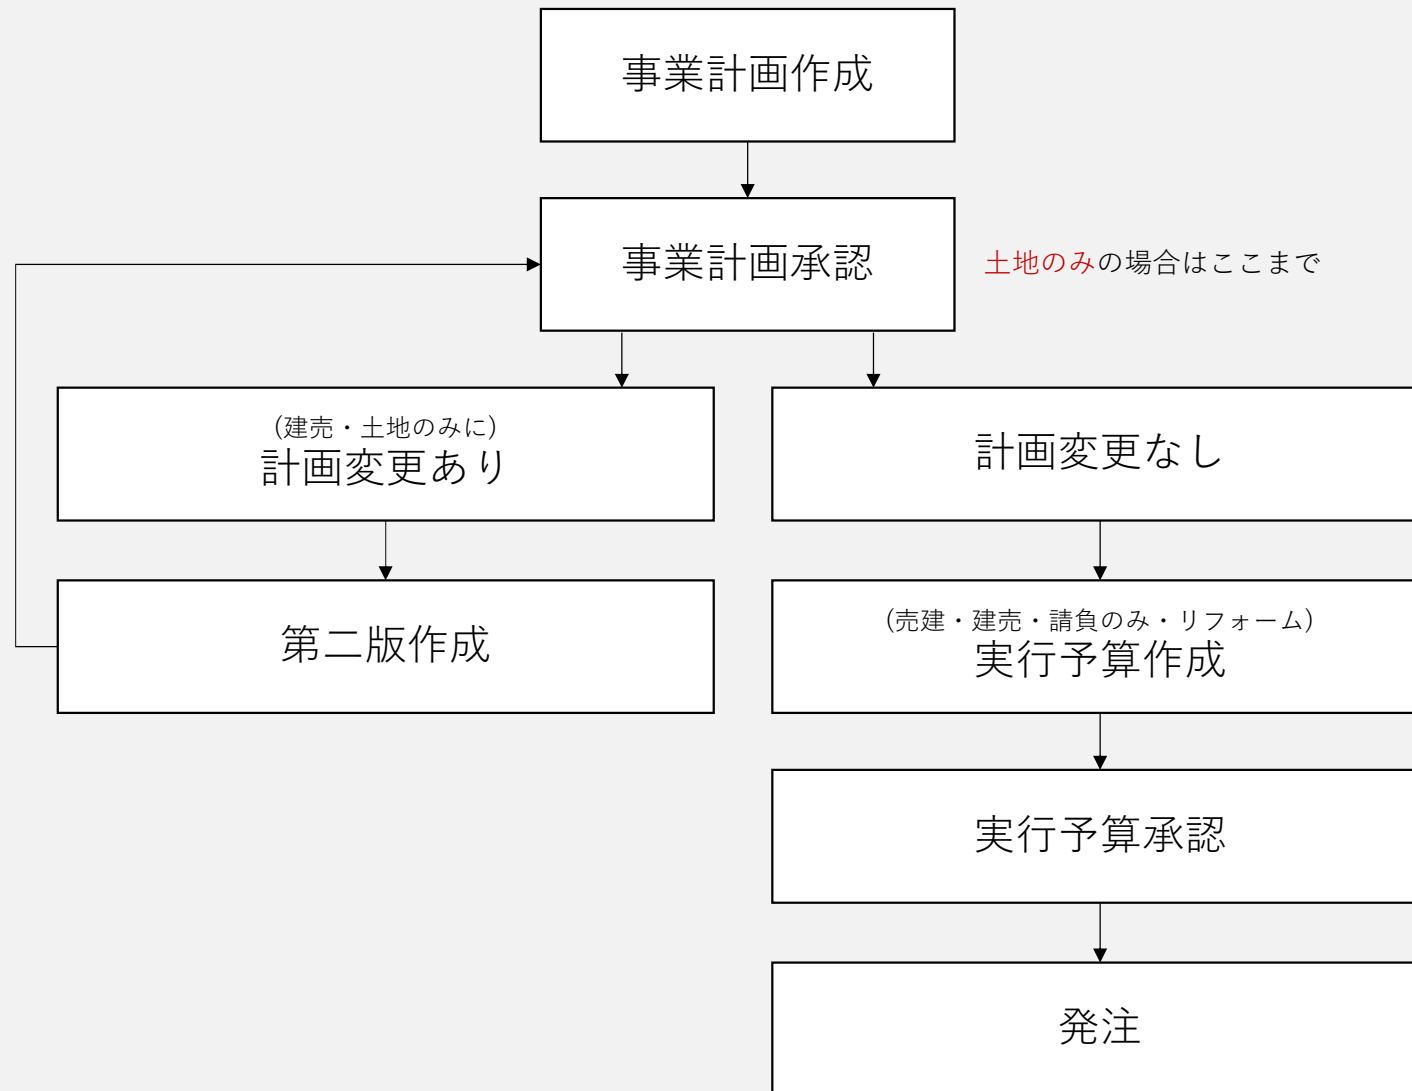 事業計画作成
事業計画承認
土地のみの場合はここまで
(建売・土地のみに)
計画変更あり
計画変更なし
第二版作成
(売建・建売・請負のみ・リフォーム)
実行予算作成
実行予算承認
発注